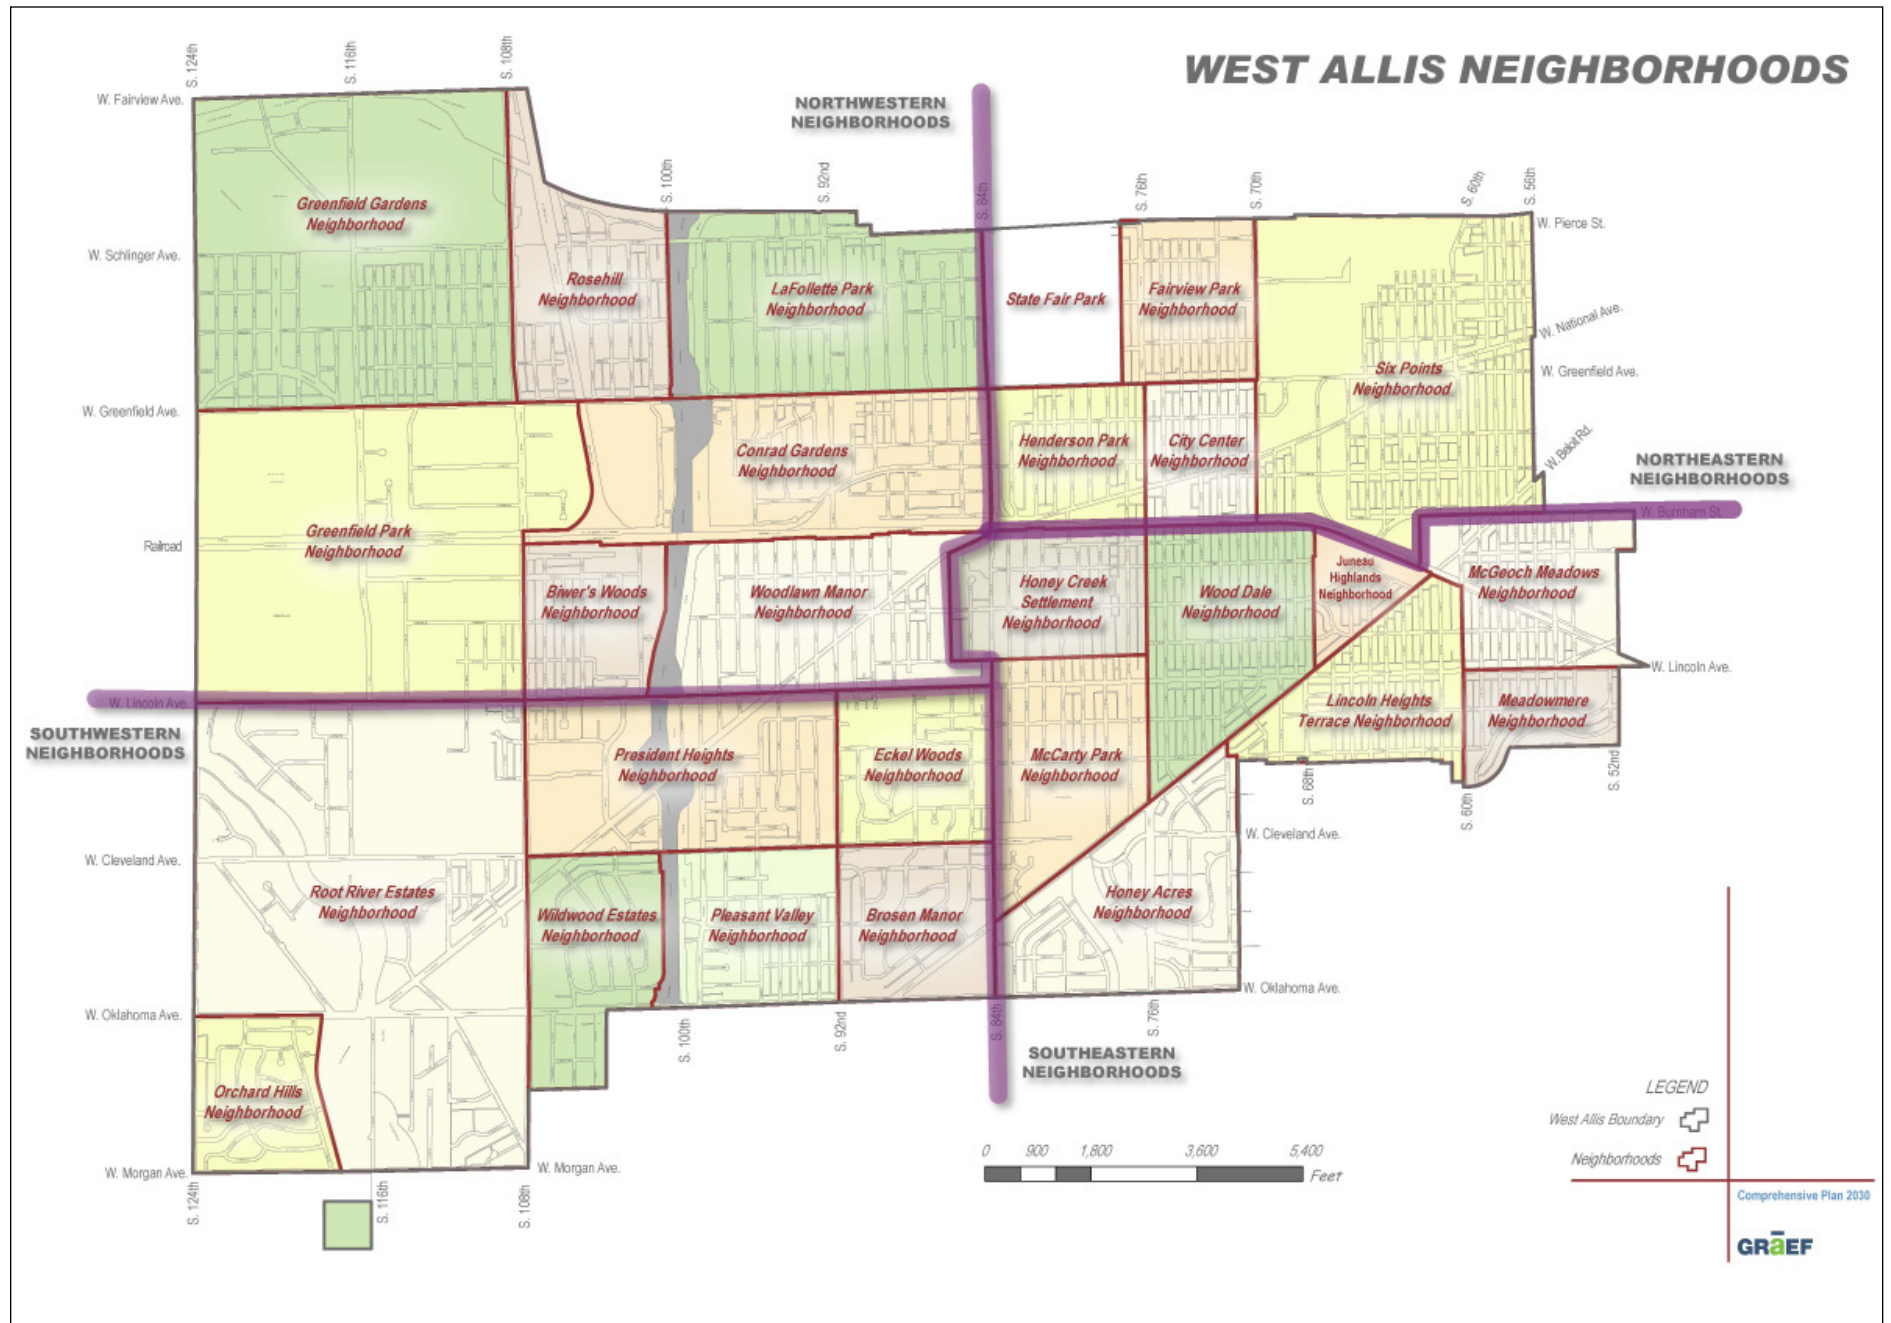 WEST ALLIS NEIGHBORHOODS
NORTHWESTERN
NEIGHBORHOODS
S. 124th
S. 116th
S. 108th
S. 100th
S. 92nd
S. 84th
S. 76th
S. 70th
S. 60th
S. 56th
W. Fairview Ave.
W. Pierce St.
Greenfield Gardens
Neighborhood
W. Schlinger Ave.
Rosehill
Neighborhood
LaFollette Park
Neighborhood
State Fair Park
Fairview Park
Neighborhood
W. National Ave.
Six Points
Neighborhood
W. Greenfield Ave.
W. Greenfield Ave.
Conrad Gardens
Neighborhood
Henderson Park
Neighborhood
City Center
Neighborhood
W. Beloit Rd.
NORTHEASTERN
NEIGHBORHOODS
W. Burnham St.
Greenfield Park
Neighborhood
Railroad
Biwer's Woods
Neighborhood
Woodlawn Manor
Neighborhood
Honey Creek
Settlement
Neighborhood
Wood Dale
Neighborhood
Juneau
Highlands
Neighborhood
McGeoch Meadows
Neighborhood
W. Lincoln Ave.
W. Lincoln Ave.
SOUTHWESTERN
NEIGHBORHOODS
President Heights
Neighborhood
Eckel Woods
Neighborhood
McCarty Park
Neighborhood
Lincoln Heights
Terrace Neighborhood
Meadowmere
Neighborhood
S. 68th
S. 60th
S. 52nd
W. Cleveland Ave.
W. Cleveland Ave.
Root River Estates
Neighborhood
Wildwood Estates
Neighborhood
Pleasant Valley
Neighborhood
Brosen Manor
Neighborhood
Honey Acres
Neighborhood
W. Oklahoma Ave.
W. Oklahoma Ave.
S. 100th
S. 92nd
S. 84th
S. 76th
SOUTHEASTERN
NEIGHBORHOODS
Orchard Hills
Neighborhood
W. Morgan Ave.
W. Morgan Ave.
S. 124th
S. 116th
S. 108th
0 900 1,800 3,600 5,400
Feet
LEGEND
West Allis Boundary
Neighborhoods
Comprehensive Plan 2030
GRāEF